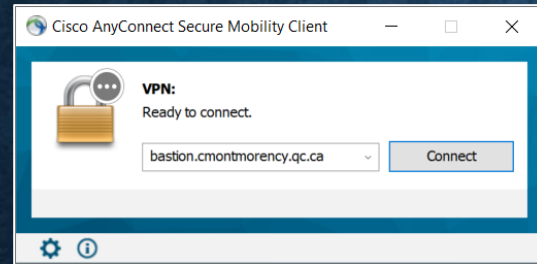 Cisco AnyConnect Secure Mobility Client
VPN:
Ready to connect.
bastion.cmontmorency.qc.ca
Connect